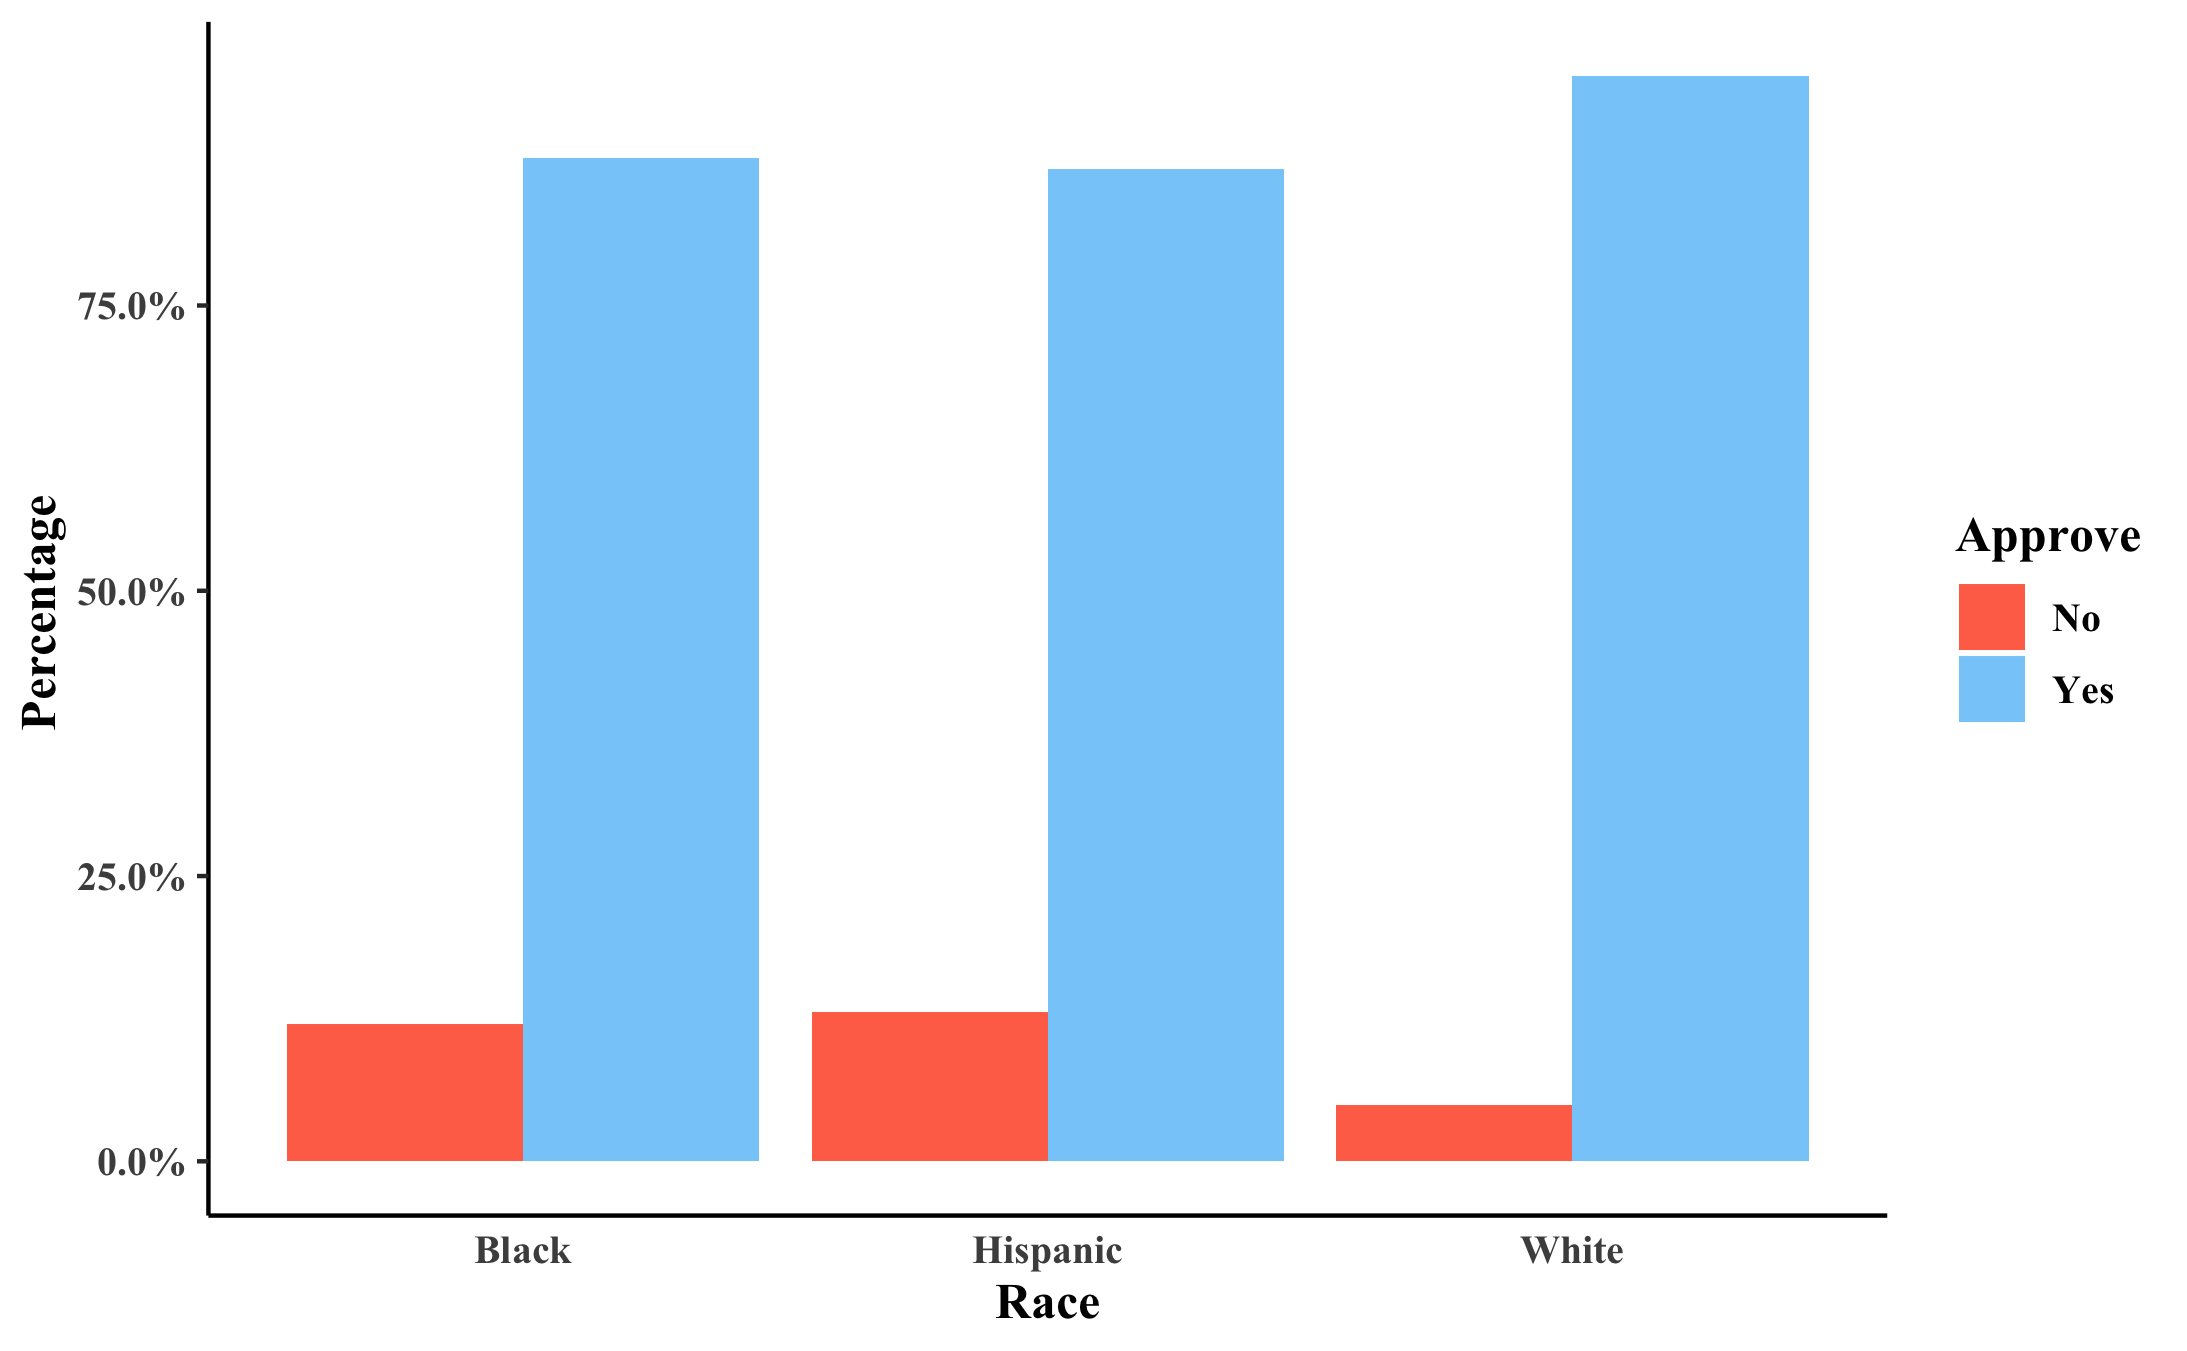 Percentage
75.0%
50.0%
25.0%
0.0%
Black
Hispanic
White
Race
Approve
No
Yes